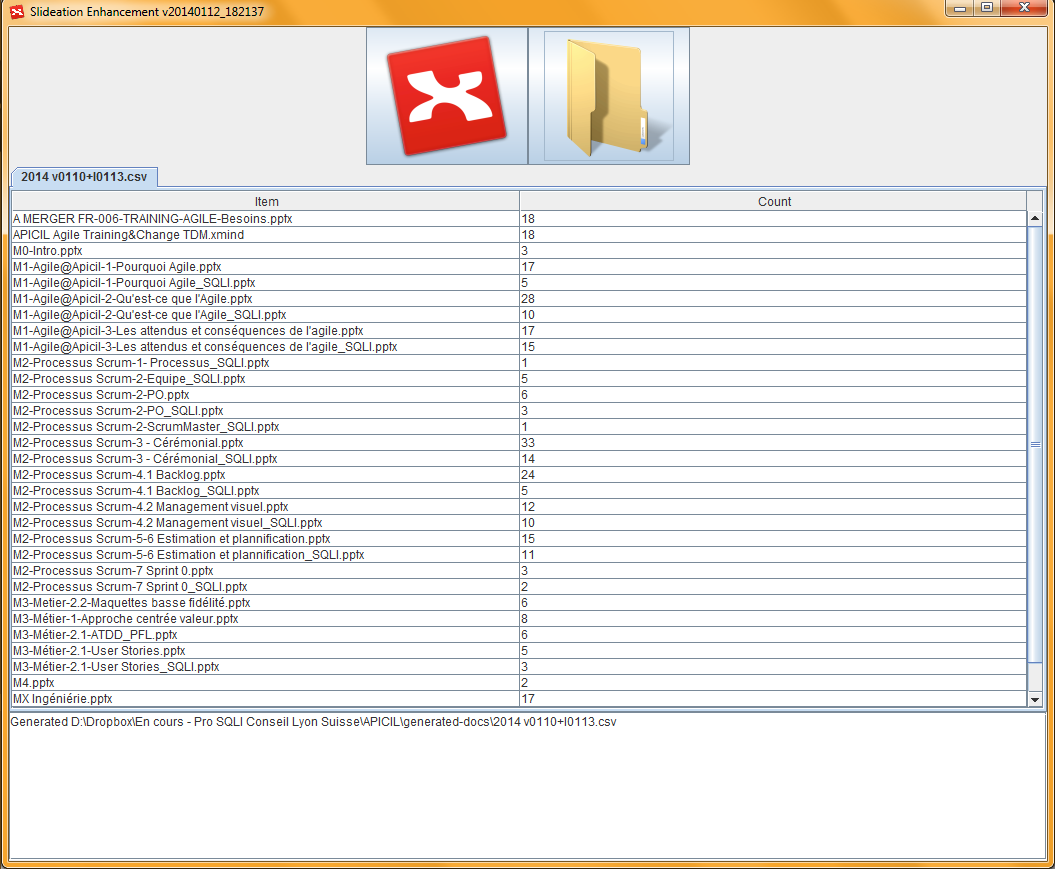 Slideation Enhancement v20140112_182137
2014 v0110+I0113.csv
Item Count
A MERGER FR-006-TRAINING-AGILE-Besoins.pptx 18
APICIL Agile Training&Change TDM.xmind 18
M0-Intro.pptx 3
M1-Agile@Apicil-1-Pourquoi Agile.pptx 17
M1-Agile@Apicil-1-Pourquoi Agile_SQLI.pptx 5
M1-Agile@Apicil-2-Qu'est-ce que l'Agile.pptx 28
M1-Agile@Apicil-2-Qu'est-ce que l'Agile_SQLI.pptx 10
M1-Agile@Apicil-3-Les attendus et conséquences de l'agile.pptx 17
M1-Agile@Apicil-3-Les attendus et conséquences de l'agile_SQLI.pptx 15
M2-Processus Scrum-1- Processus_SQLI.pptx 1
M2-Processus Scrum-2-Equipe_SQLI.pptx 5
M2-Processus Scrum-2-PO.pptx 6
M2-Processus Scrum-2-PO_SQLI.pptx 3
M2-Processus Scrum-2-ScrumMaster_SQLI.pptx 1
M2-Processus Scrum-3 - Cérémonial.pptx 33
M2-Processus Scrum-3 - Cérémonial_SQLI.pptx 14
M2-Processus Scrum-4.1 Backlog.pptx 24
M2-Processus Scrum-4.1 Backlog_SQLI.pptx 5
M2-Processus Scrum-4.2 Management visuel.pptx 12
M2-Processus Scrum-4.2 Management visuel_SQLI.pptx 10
M2-Processus Scrum-5-6 Estimation et plannification.pptx 15
M2-Processus Scrum-5-6 Estimation et plannification_SQLI.pptx 11
M2-Processus Scrum-7 Sprint 0.pptx 3
M2-Processus Scrum-7 Sprint 0_SQLI.pptx 2
M3-Metier-2.2-Maquettes basse fidélité.pptx 6
M3-Métier-1-Approche centrée valeur.pptx 8
M3-Métier-2.1-ATDD_PFL.pptx 6
M3-Métier-2.1-User Stories.pptx 5
M3-Métier-2.1-User Stories_SQLI.pptx 3
M4.pptx 2
MX Ingéniérie.pptx 17
Generated D:\Dropbox\En cours - Pro SQLI Conseil Lyon Suisse\APICIL\generated-docs\2014 v0110+I0113.csv